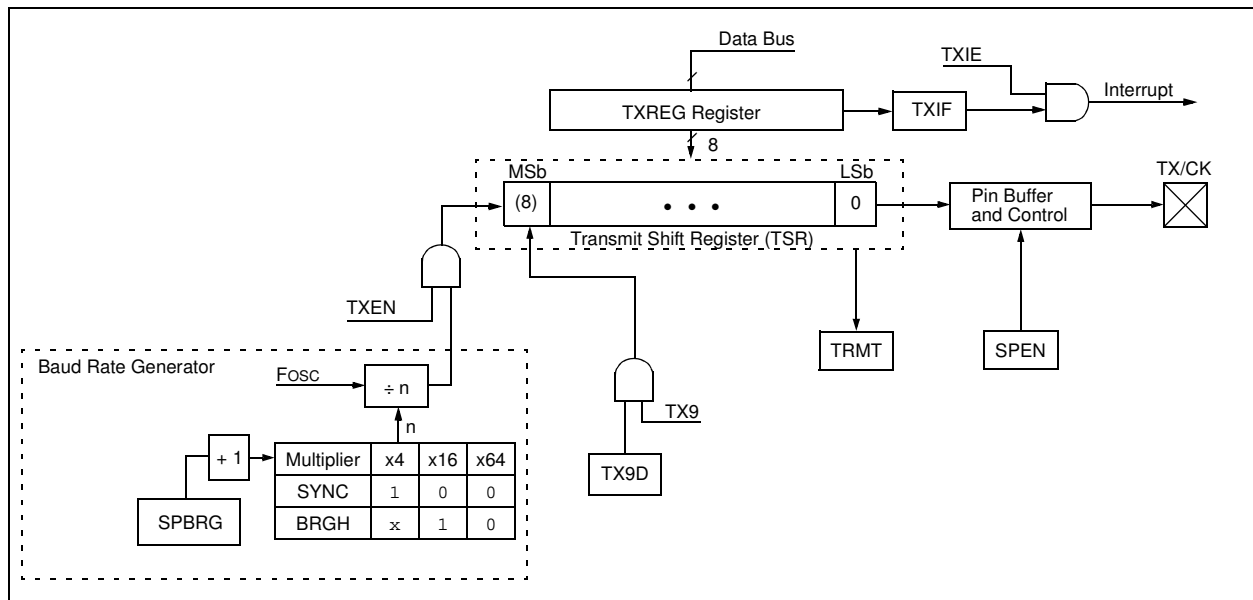 Data Bus
TXIE
Interrupt
TXREG Register
TXIF
8
MSb
LSb
(8)
• • •
0
Transmit Shift Register (TSR)
Pin Buffer
and Control
TX/CK
TXEN
TRMT
SPEN
Baud Rate Generator
FOSC
÷ n
n
TX9
TX9D
+ 1
SPBRG
Multiplier x4 x16 x64
SYNC 1 0 0
BRGH x 1 0